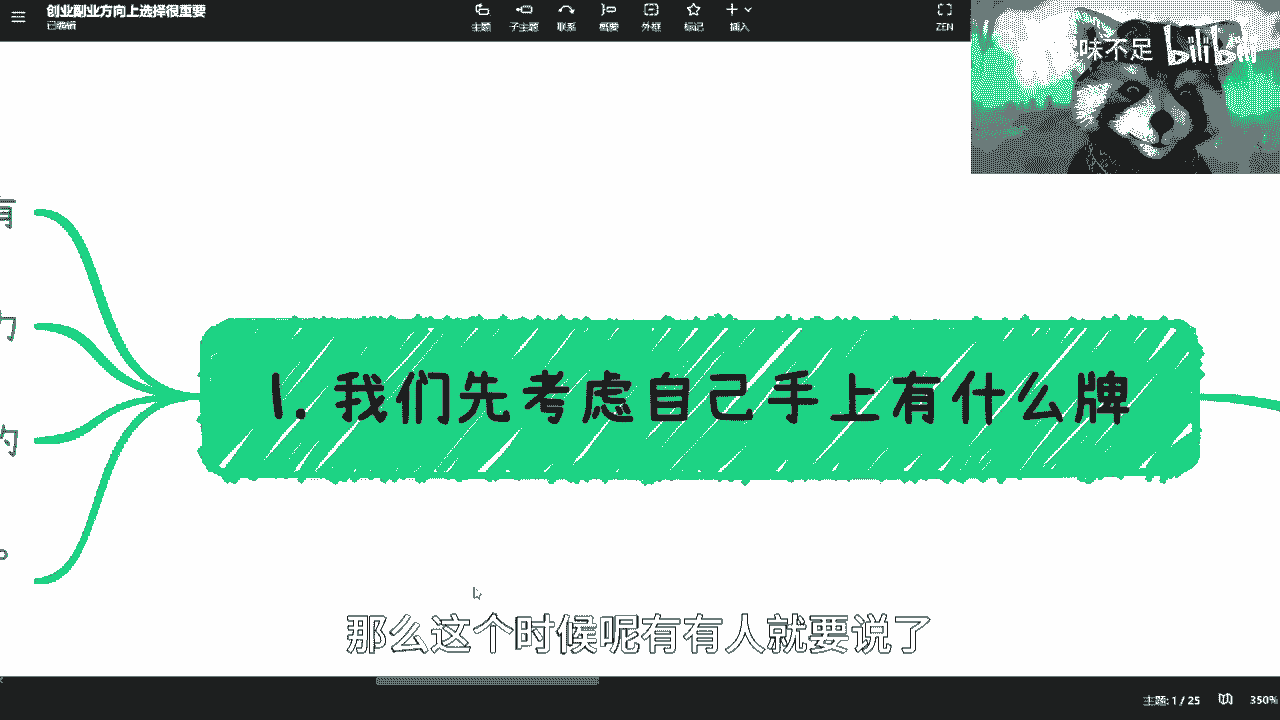 创业副业方向上选择很重要
已编辑
主题
子主题
联系
概要
外框
标记
插入
ZEN
味不足 bilibili
有
力
的
。
1. 我们先考虑自己手上有什么牌
那么这个时候呢有有人就要说了
主题: 1 / 25
350%